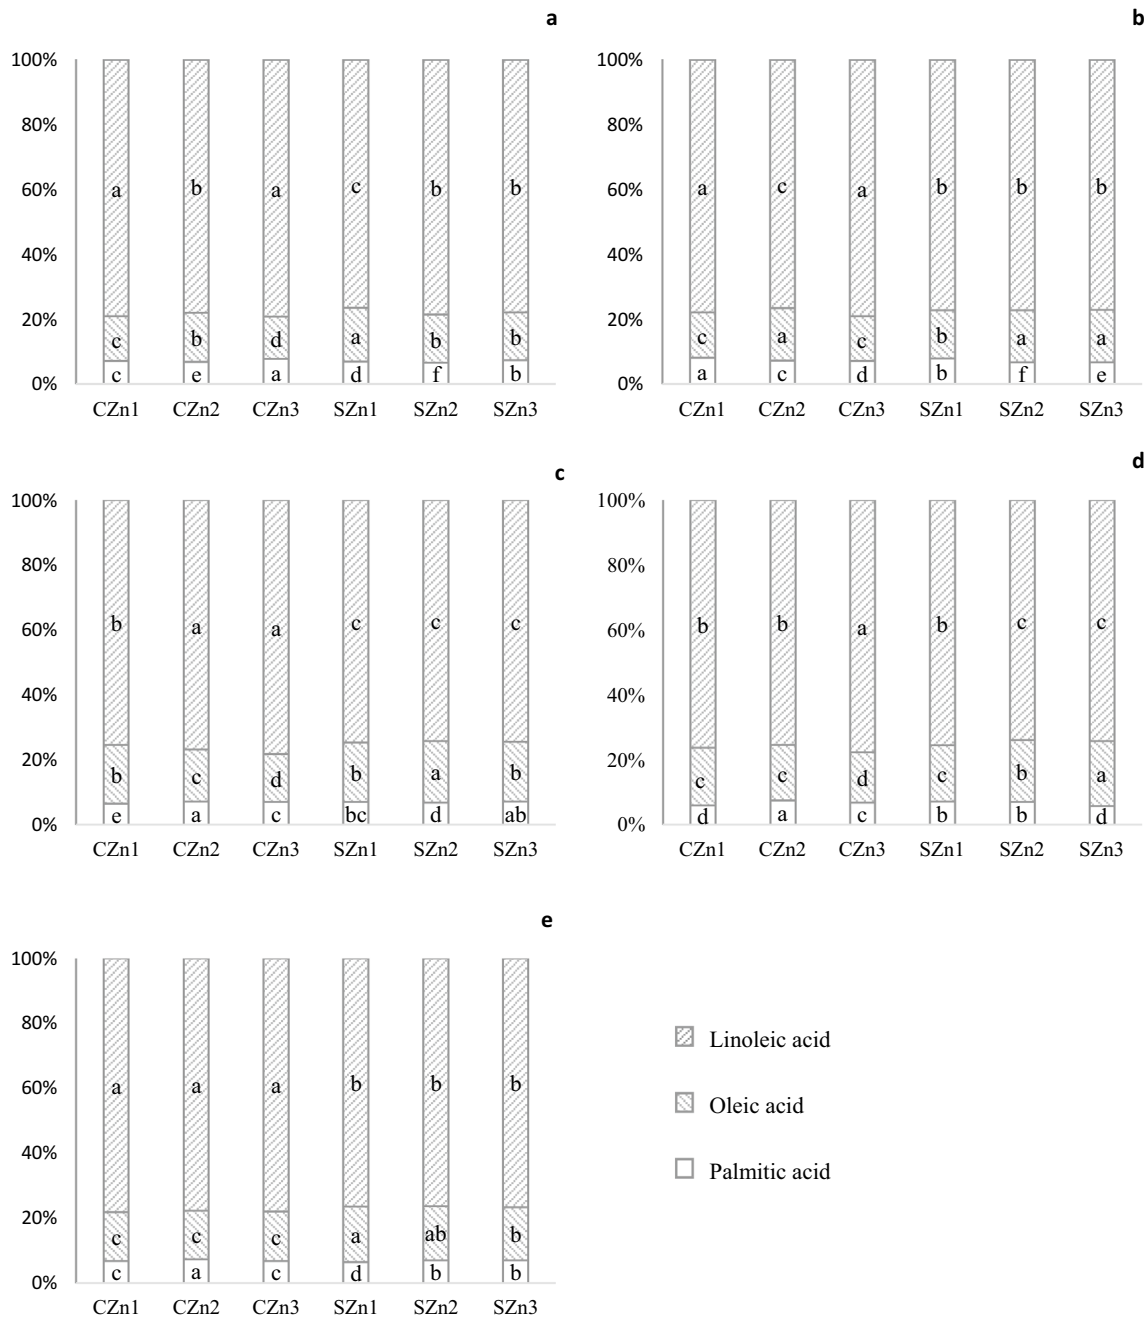 a
100%
80%
60%
40%
20%
0%
a b a c b b
c b d a b b
c e a d f b
CZn1 CZn2 CZn3 SZn1 SZn2 SZn3
b
100%
80%
60%
40%
20%
0%
a c a b b b
c a c b a a
a c d b f e
CZn1 CZn2 CZn3 SZn1 SZn2 SZn3
c
100%
80%
60%
40%
20%
0%
b a a c c c
b c d b a b
e a c bc d ab
CZn1 CZn2 CZn3 SZn1 SZn2 SZn3
d
100%
80%
60%
40%
20%
0%
b b a b c c
c c d c b a
d a c b b d
CZn1 CZn2 CZn3 SZn1 SZn2 SZn3
e
100%
80%
60%
40%
20%
0%
a a a b b b
c c c a ab b
c a c d b b
CZn1 CZn2 CZn3 SZn1 SZn2 SZn3
Linoleic acid
Oleic acid
Palmitic acid